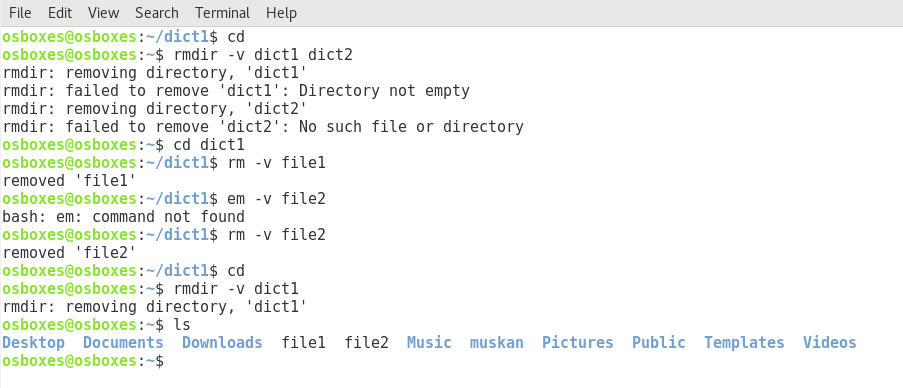 File Edit View Search Terminal Help
osboxes@osboxes:~/dict1$ cd
osboxes@osboxes:~$ rmdir -v dict1 dict2
rmdir: removing directory, 'dict1'
rmdir: failed to remove 'dict1': Directory not empty
rmdir: removing directory, 'dict2'
rmdir: failed to remove 'dict2': No such file or directory
osboxes@osboxes:~$ cd dict1
osboxes@osboxes:~/dict1$ rm -v file1
removed 'file1'
osboxes@osboxes:~/dict1$ em -v file2
bash: em: command not found
osboxes@osboxes:~/dict1$ rm -v file2
removed 'file2'
osboxes@osboxes:~/dict1$ cd
osboxes@osboxes:~$ rmdir -v dict1
rmdir: removing directory, 'dict1'
osboxes@osboxes:~$ ls
Desktop  Documents  Downloads  file1  file2  Music  muskan  Pictures  Public  Templates  Videos
osboxes@osboxes:~$